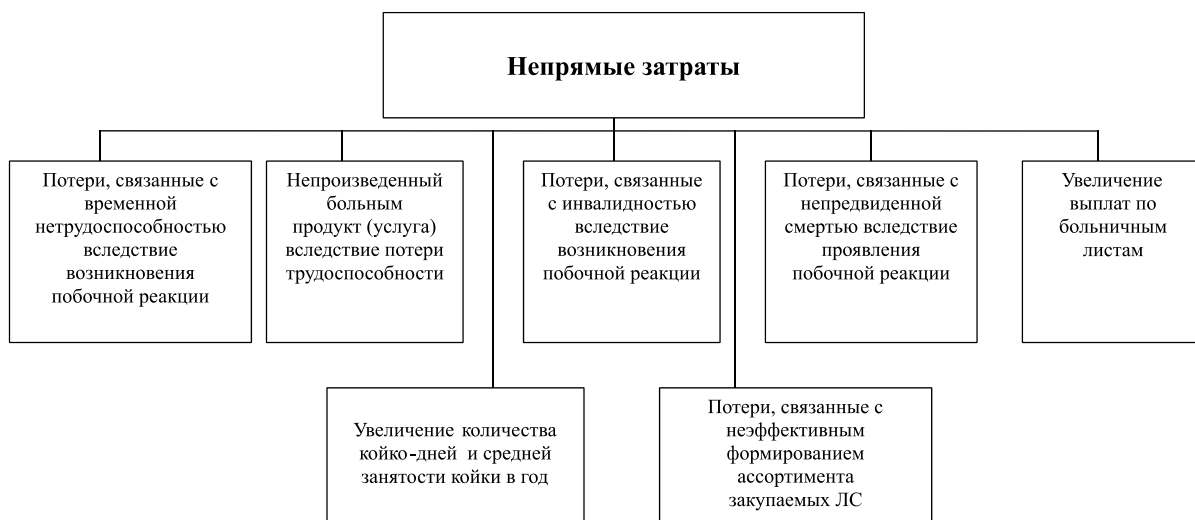 Непрямые затраты
Потери, связанные с
временной
нетрудоспособностью
вследствие
возникновения
побочной реакции
Непроизведенный
больным
продукт (услуга)
вследствие потери
трудоспособности
Потери, связанные
с инвалидностью
вследствие
возникновения
побочной реакции
Потери, связанные с
непредвиденной
смертью вследствие
проявления
побочной реакции
Увеличение
выплат по
больничным
листам
Увеличение количества
койко-дней и средней
занятости койки в год
Потери, связанные с
неэффективным
формированием
ассортимента
закупаемых ЛС